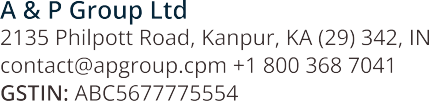 A & P Group Ltd
2135 Philpott Road, Kanpur, KA (29) 342, IN
contact@apgroup.cpm +1 800 368 7041
GSTIN: ABC5677775554